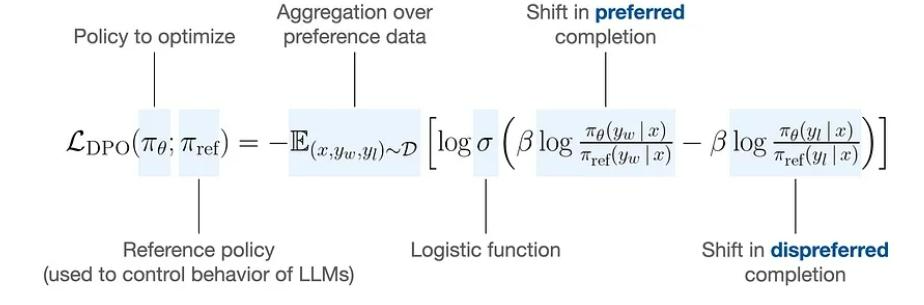 Aggregation over
preference data
Shift in preferred
completion
Policy to optimize
$\mathcal{L}_{\mathrm{DPO}}(\pi_\theta; \pi_{\mathrm{ref}}) = -\mathbb{E}_{(x, y_w, y_l) \sim \mathcal{D}} \left[ \log \sigma \left( \beta \log \frac{\pi_\theta(y_w \mid x)}{\pi_{\mathrm{ref}}(y_w \mid x)} - \beta \log \frac{\pi_\theta(y_l \mid x)}{\pi_{\mathrm{ref}}(y_l \mid x)} \right) \right]$
Reference policy
(used to control behavior of LLMs)
Logistic function
Shift in dispreferred
completion